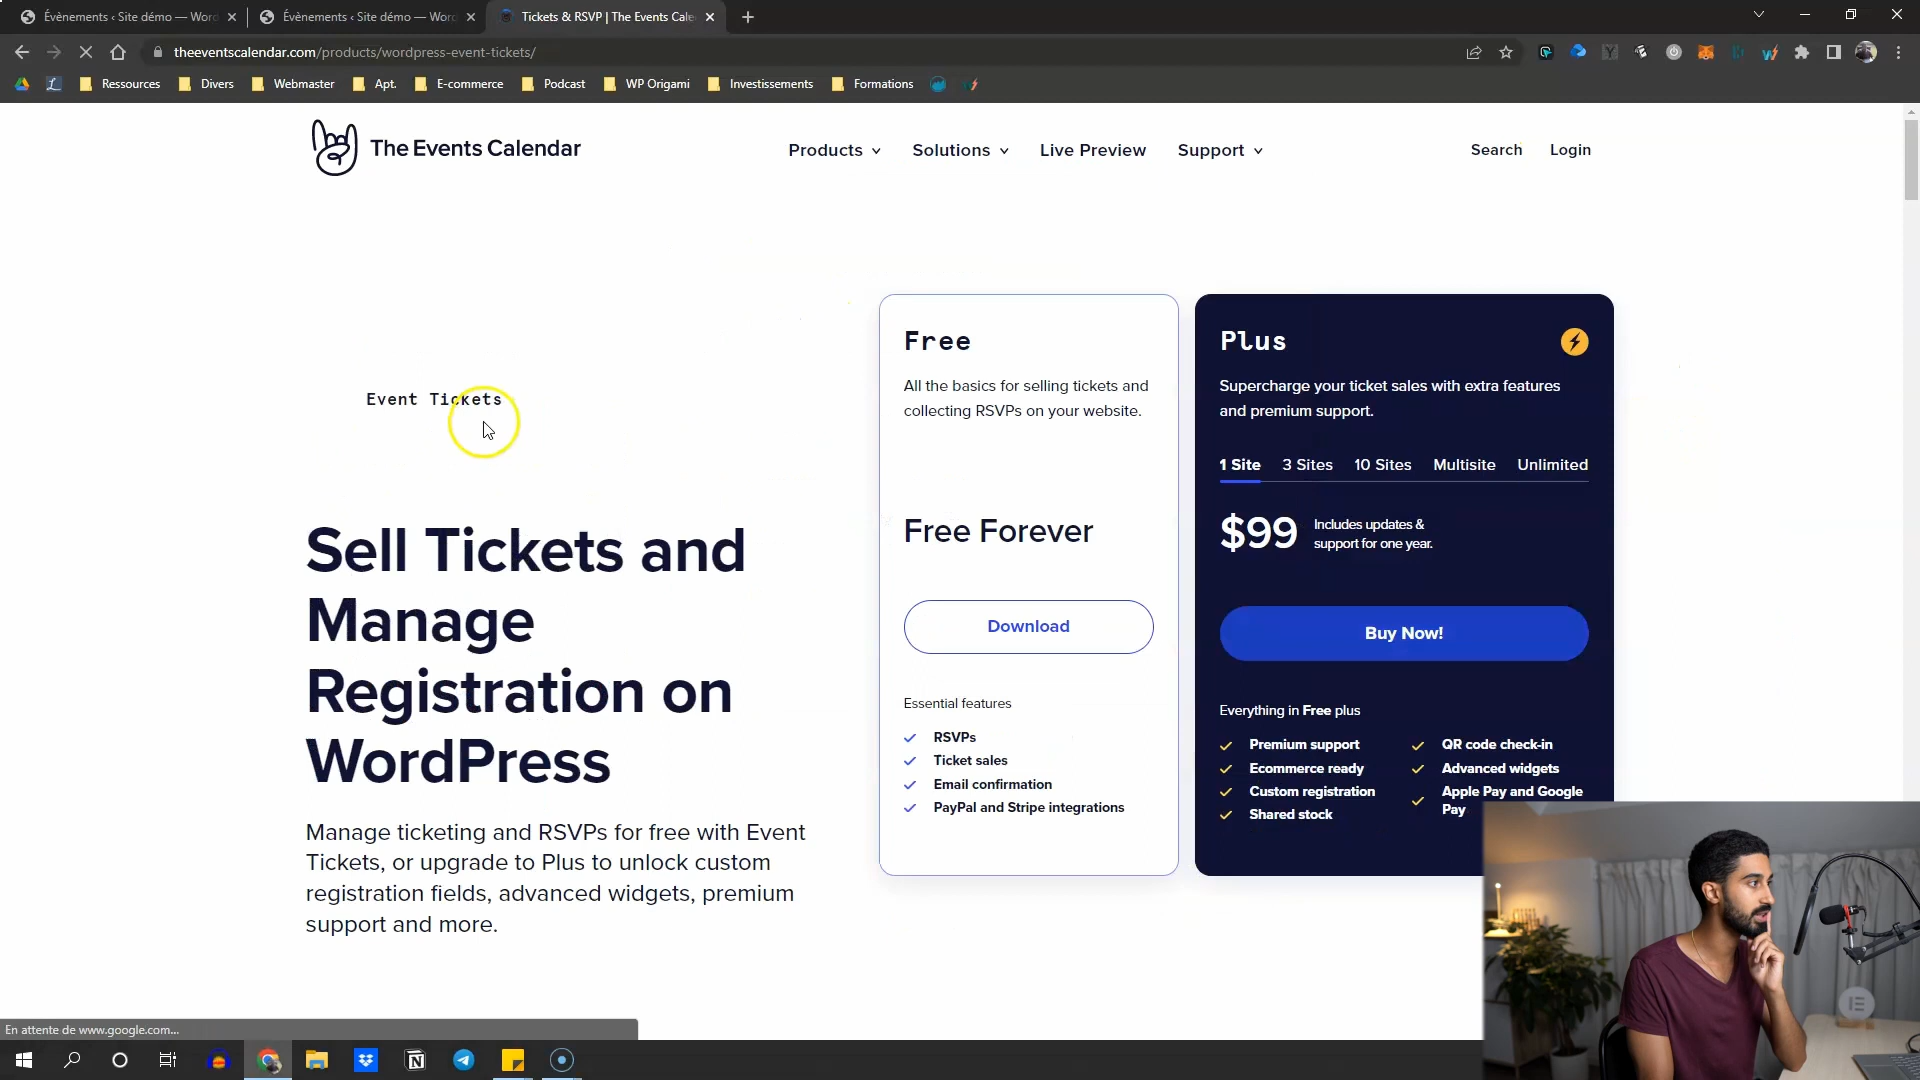 Évènements ‹ Site démo — Word
Évènements ‹ Site démo — Word
Tickets & RSVP | The Events Cale
theeventscalendar.com/products/wordpress-event-tickets/
Ressources
Divers
Webmaster
Apt.
E-commerce
Podcast
WP Origami
Investissements
Formations
The Events Calendar
Products
Solutions
Live Preview
Support
Search
Login
Event Tickets
Sell Tickets and
Manage
Registration on
WordPress
Manage ticketing and RSVPs for free with Event
Tickets, or upgrade to Plus to unlock custom
registration fields, advanced widgets, premium
support and more.
Free
All the basics for selling tickets and
collecting RSVPs on your website.
Free Forever
Download
Essential features
RSVPs
Ticket sales
Email confirmation
PayPal and Stripe integrations
Plus
Supercharge your ticket sales with extra features
and premium support.
1 Site
3 Sites
10 Sites
Multisite
Unlimited
$99
Includes updates &
support for one year.
Buy Now!
Everything in Free plus
Premium support
Ecommerce ready
Custom registration
Shared stock
QR code check-in
Advanced widgets
Apple Pay and Google
Pay
En attente de www.google.com...